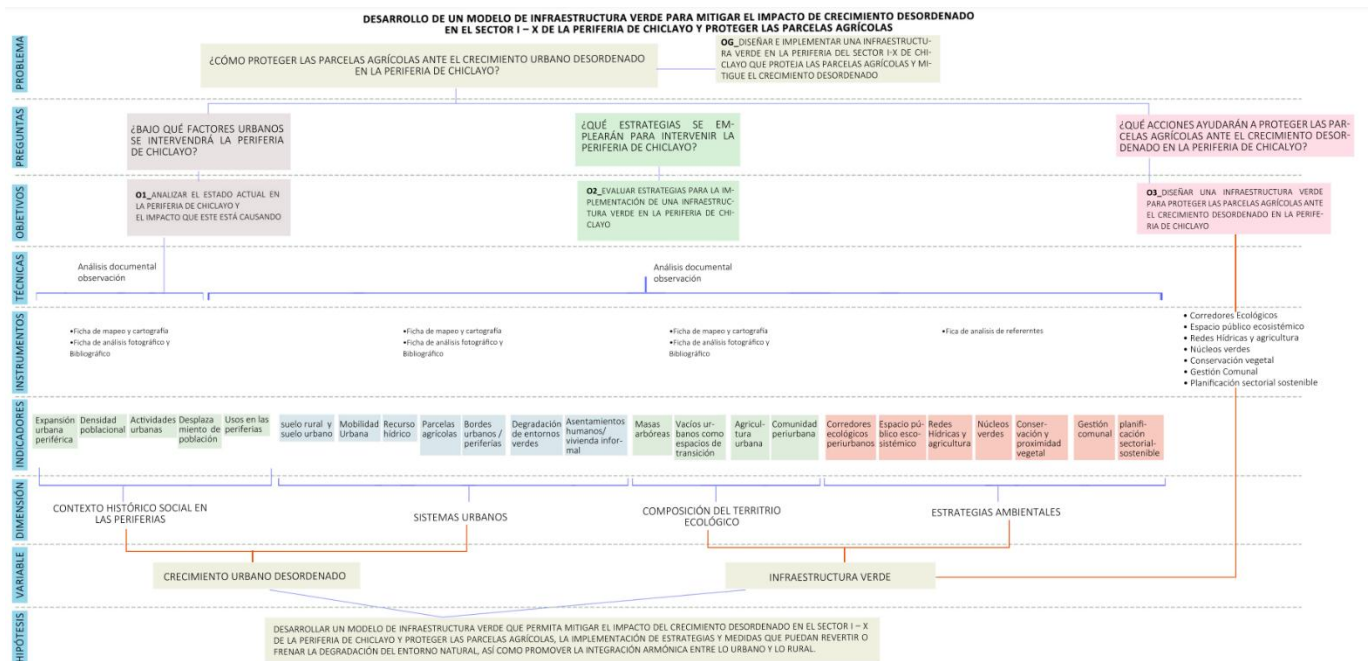 DESARROLLO DE UN MODELO DE INFRAESTRUCTURA VERDE PARA MITIGAR EL IMPACTO DE CRECIMIENTO DESORDENADO
EN EL SECTOR I – X DE LA PERIFERIA DE CHICLAYO Y PROTEGER LAS PARCELAS AGRÍCOLAS
PROBLEMA
¿CÓMO PROTEGER LAS PARCELAS AGRÍCOLAS ANTE EL CRECIMIENTO URBANO DESORDENADO
EN LA PERIFERIA DE CHICLAYO?
OG_DISEÑAR E IMPLEMENTAR UNA INFRAESTRUCTU-
RA VERDE EN LA PERIFERIA DEL SECTOR I-X DE CHI-
CLAYO QUE PROTEJA LAS PARCELAS AGRÍCOLAS Y MI-
TIGUE EL CRECIMIENTO DESORDENADO
PREGUNTAS
¿BAJO QUÉ FACTORES URBANOS
SE INTERVENDRÁ LA PERIFERIA
DE CHICLAYO?
¿QUÉ ESTRATEGIAS SE EM-
PLEARÁN PARA INTERVENIR LA
PERIFERIA DE CHICLAYO?
¿QUÉ ACCIONES AYUDARÁN A PROTEGER LAS PAR-
CELAS AGRÍCOLAS ANTE EL CRECIMIENTO DESOR-
DENADO EN LA PERIFERIA DE CHICALYO?
OBJETIVOS
O1_ANALIZAR EL ESTADO ACTUAL EN
LA PERIFERIA DE CHICLAYO Y
EL IMPACTO QUE ESTE ESTÁ CAUSANDO
O2_EVALUAR ESTRATEGIAS PARA LA IM-
PLEMENTACIÓN DE UNA INFRAESTRUC-
TURA VERDE EN LA PERIFERIA DE CHI-
CLAYO
O3_DISEÑAR UNA INFRAESTRUCTURA VERDE
PARA PROTEGER LAS PARCELAS AGRÍCOLAS ANTE
EL CRECIMIENTO DESORDENADO EN LA PERIFE-
RIA DE CHICLAYO
TÉCNICAS
Análisis documental
observación
Análisis documental
observación
INSTRUMENTOS
•Ficha de mapeo y cartografía
•Ficha de análisis fotográfico y
Bibliográfico
•Ficha de mapeo y cartografía
•Ficha de análisis fotográfico y
Bibliográfico
•Ficha de mapeo y cartografía
•Ficha de análisis fotográfico y
Bibliográfico
•Fica de analisis de referentes
• Corredores Ecológicos
• Espacio público ecosistémico
• Redes Hídricas y agricultura
• Núcleos verdes
• Conservación vegetal
• Gestión Comunal
• Planificación sectorial sostenible
INDICADORES
Expansión
urbana
periférica
Densidad
poblacional
Actividades
urbanas
Desplaza
miento de
población
Usos en las
periferias
suelo rural y
suelo urbano
Mobilidad
Urbana
Recurso
hídrico
Parcelas
agrícolas
Bordes
urbanos /
periferias
Degradación
de entornos
verdes
Asentamientos
humanos/
vivienda infor-
mal
Masas
arbóreas
Vacíos ur-
banos como
espacios de
transición
Agricul-
tura
urbana
Comunidad
periurbana
Corredores
ecológicos
periurbanos
Espacio pú-
blico eco-
sistémico
Redes
Hídricas y
agricultura
Núcleos
verdes
Conser-
vación y
proximidad
vegetal
Gestión
comunal
planifi-
cación
sectorial-
sostenible
DIMENSIÓN
CONTEXTO HISTÓRICO SOCIAL EN
LAS PERIFERIAS
SISTEMAS URBANOS
COMPOSICIÓN DEL TERRITRIO
ECOLÓGICO
ESTRATEGIAS AMBIENTALES
VARIABLE
CRECIMIENTO URBANO DESORDENADO
INFRAESTRUCTURA VERDE
HIPÓTESIS
DESARROLLAR UN MODELO DE INFRAESTRUCTURA VERDE QUE PERMITA MITIGAR EL IMPACTO DEL CRECIMIENTO DESORDENADO EN EL SECTOR I – X
DE LA PERIFERIA DE CHICLAYO Y PROTEGER LAS PARCELAS AGRÍCOLAS, LA IMPLEMENTACIÓN DE ESTRATEGIAS Y MEDIDAS QUE PUEDAN REVERTIR O
FRENAR LA DEGRADACIÓN DEL ENTORNO NATURAL, ASÍ COMO PROMOVER LA INTEGRACIÓN ARMÓNICA ENTRE LO URBANO Y LO RURAL.